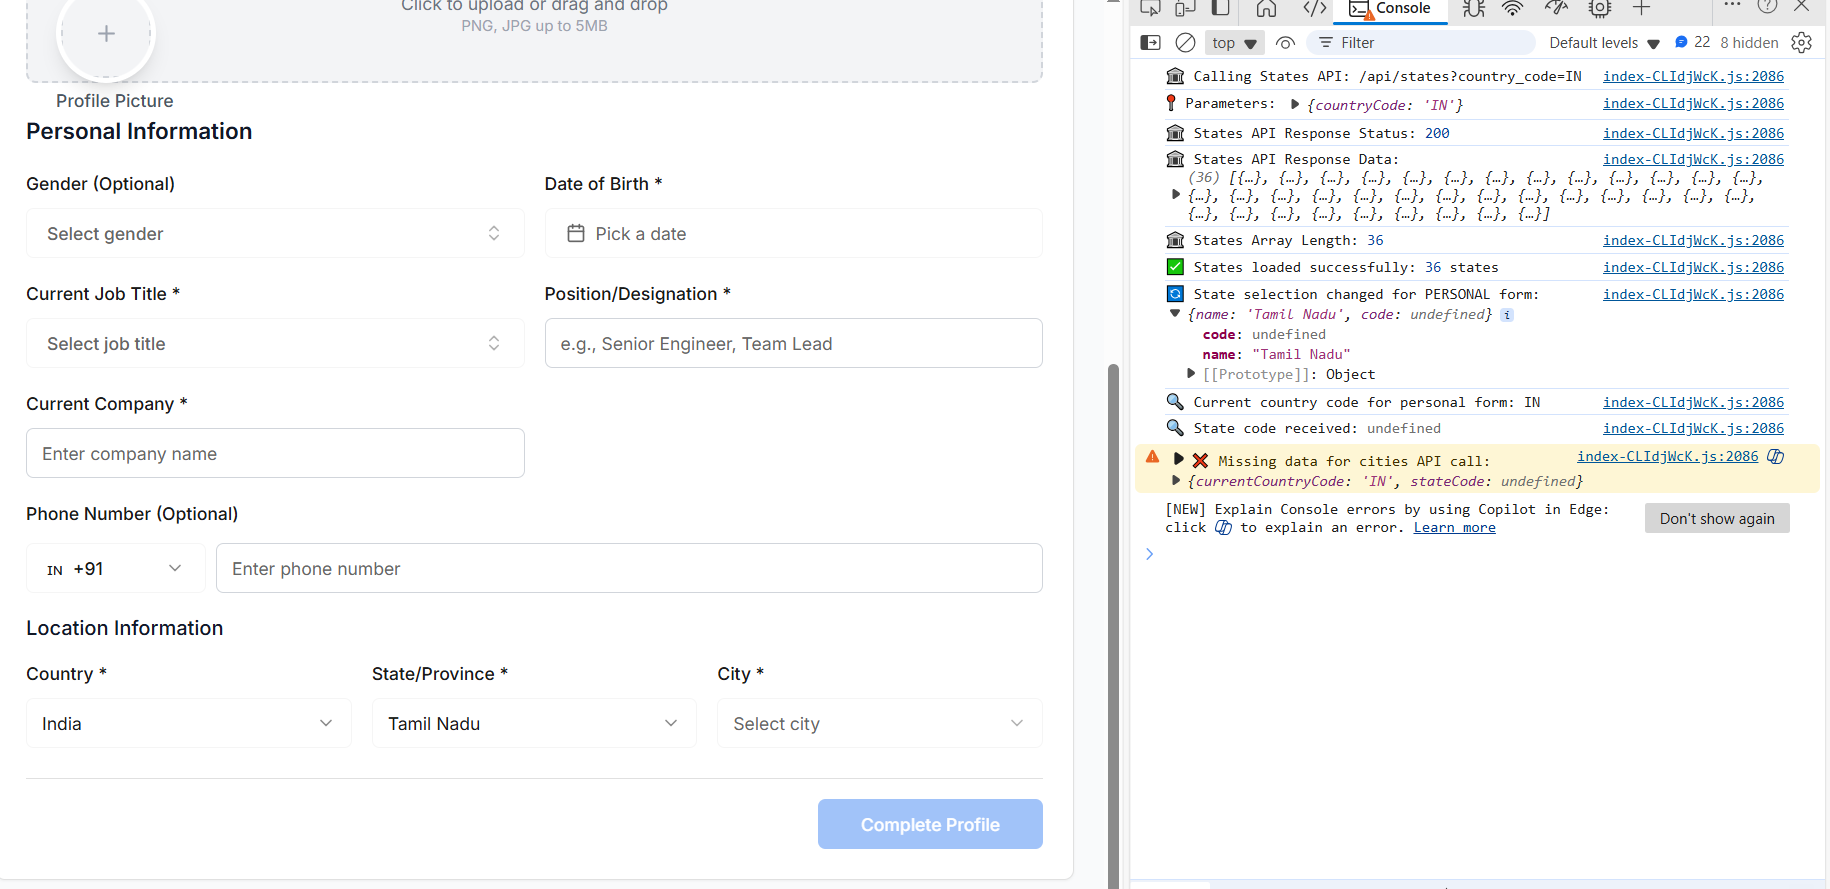 Click to upload or drag and drop
PNG, JPG up to 5MB
Profile Picture
Personal Information
Gender (Optional)
Date of Birth *
Select gender
Pick a date
Current Job Title *
Position/Designation *
Select job title
e.g., Senior Engineer, Team Lead
Current Company *
Enter company name
Phone Number (Optional)
IN +91
Enter phone number
Location Information
Country *
State/Province *
City *
India
Tamil Nadu
Select city
Complete Profile
Console
top
Filter
Default levels
22
8 hidden
Calling States API: /api/states?country_code=IN index-CLIdjWcK.js:2086
Parameters: {countryCode: 'IN'} index-CLIdjWcK.js:2086
States API Response Status: 200 index-CLIdjWcK.js:2086
States API Response Data: index-CLIdjWcK.js:2086
(36) [{…}, {…}, {…}, {…}, {…}, {…}, {…}, {…}, {…}, {…}, {…}, {…}, {…},
{…}, {…}, {…}, {…}, {…}, {…}, {…}, {…}, {…}, {…}, {…}, {…}, {…}, {…},
{…}, {…}, {…}, {…}, {…}, {…}, {…}, {…}, {…}]
States Array Length: 36 index-CLIdjWcK.js:2086
States loaded successfully: 36 states index-CLIdjWcK.js:2086
State selection changed for PERSONAL form: index-CLIdjWcK.js:2086
{name: 'Tamil Nadu', code: undefined} i
code: undefined
name: "Tamil Nadu"
[[Prototype]]: Object
Current country code for personal form: IN index-CLIdjWcK.js:2086
State code received: undefined index-CLIdjWcK.js:2086
Missing data for cities API call: index-CLIdjWcK.js:2086
{currentCountryCode: 'IN', stateCode: undefined}
[NEW] Explain Console errors by using Copilot in Edge:
click to explain an error. Learn more
Don't show again